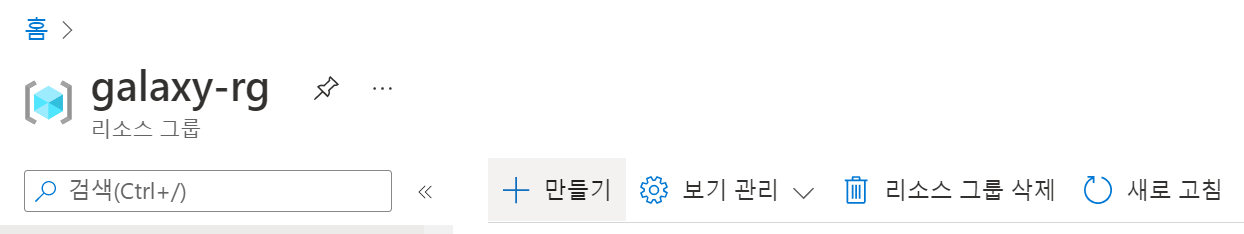 홈
galaxy-rg
리소스 그룹
검색(Ctrl+/)
만들기 보기 관리 리소스 그룹 삭제 새로 고침